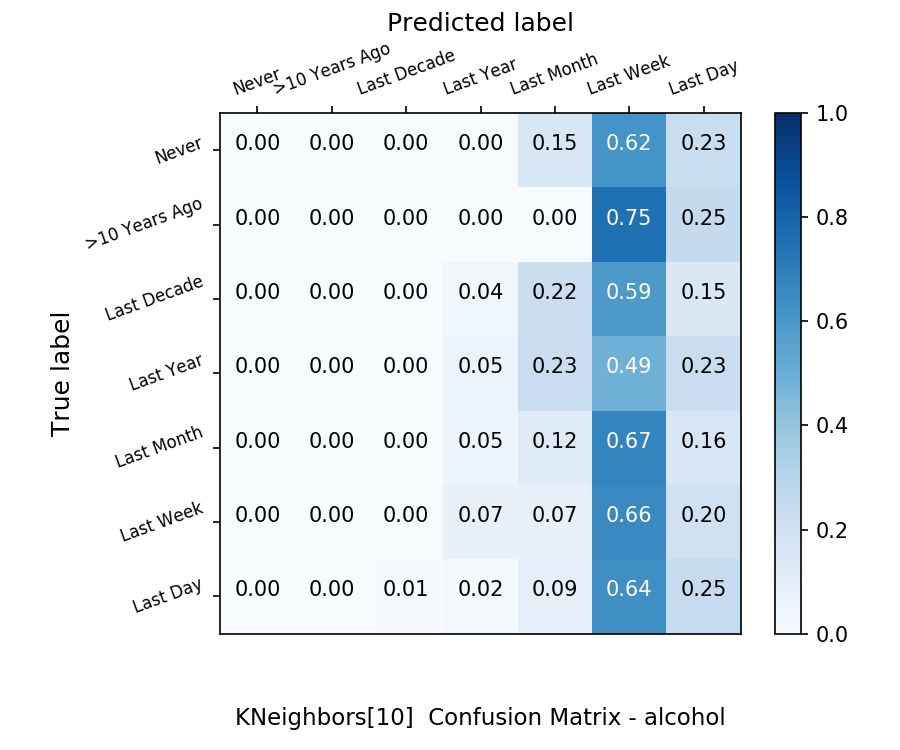 Predicted label
Never >10 Years Ago Last Decade Last Year Last Month Last Week Last Day
True label
Never 0.00 0.00 0.00 0.00 0.15 0.62 0.23
>10 Years Ago 0.00 0.00 0.00 0.00 0.00 0.75 0.25
Last Decade 0.00 0.00 0.00 0.04 0.22 0.59 0.15
Last Year 0.00 0.00 0.00 0.05 0.23 0.49 0.23
Last Month 0.00 0.00 0.00 0.05 0.12 0.67 0.16
Last Week 0.00 0.00 0.00 0.07 0.07 0.66 0.20
Last Day 0.00 0.00 0.01 0.02 0.09 0.64 0.25
1.0
0.8
0.6
0.4
0.2
0.0
KNeighbors[10] Confusion Matrix - alcohol